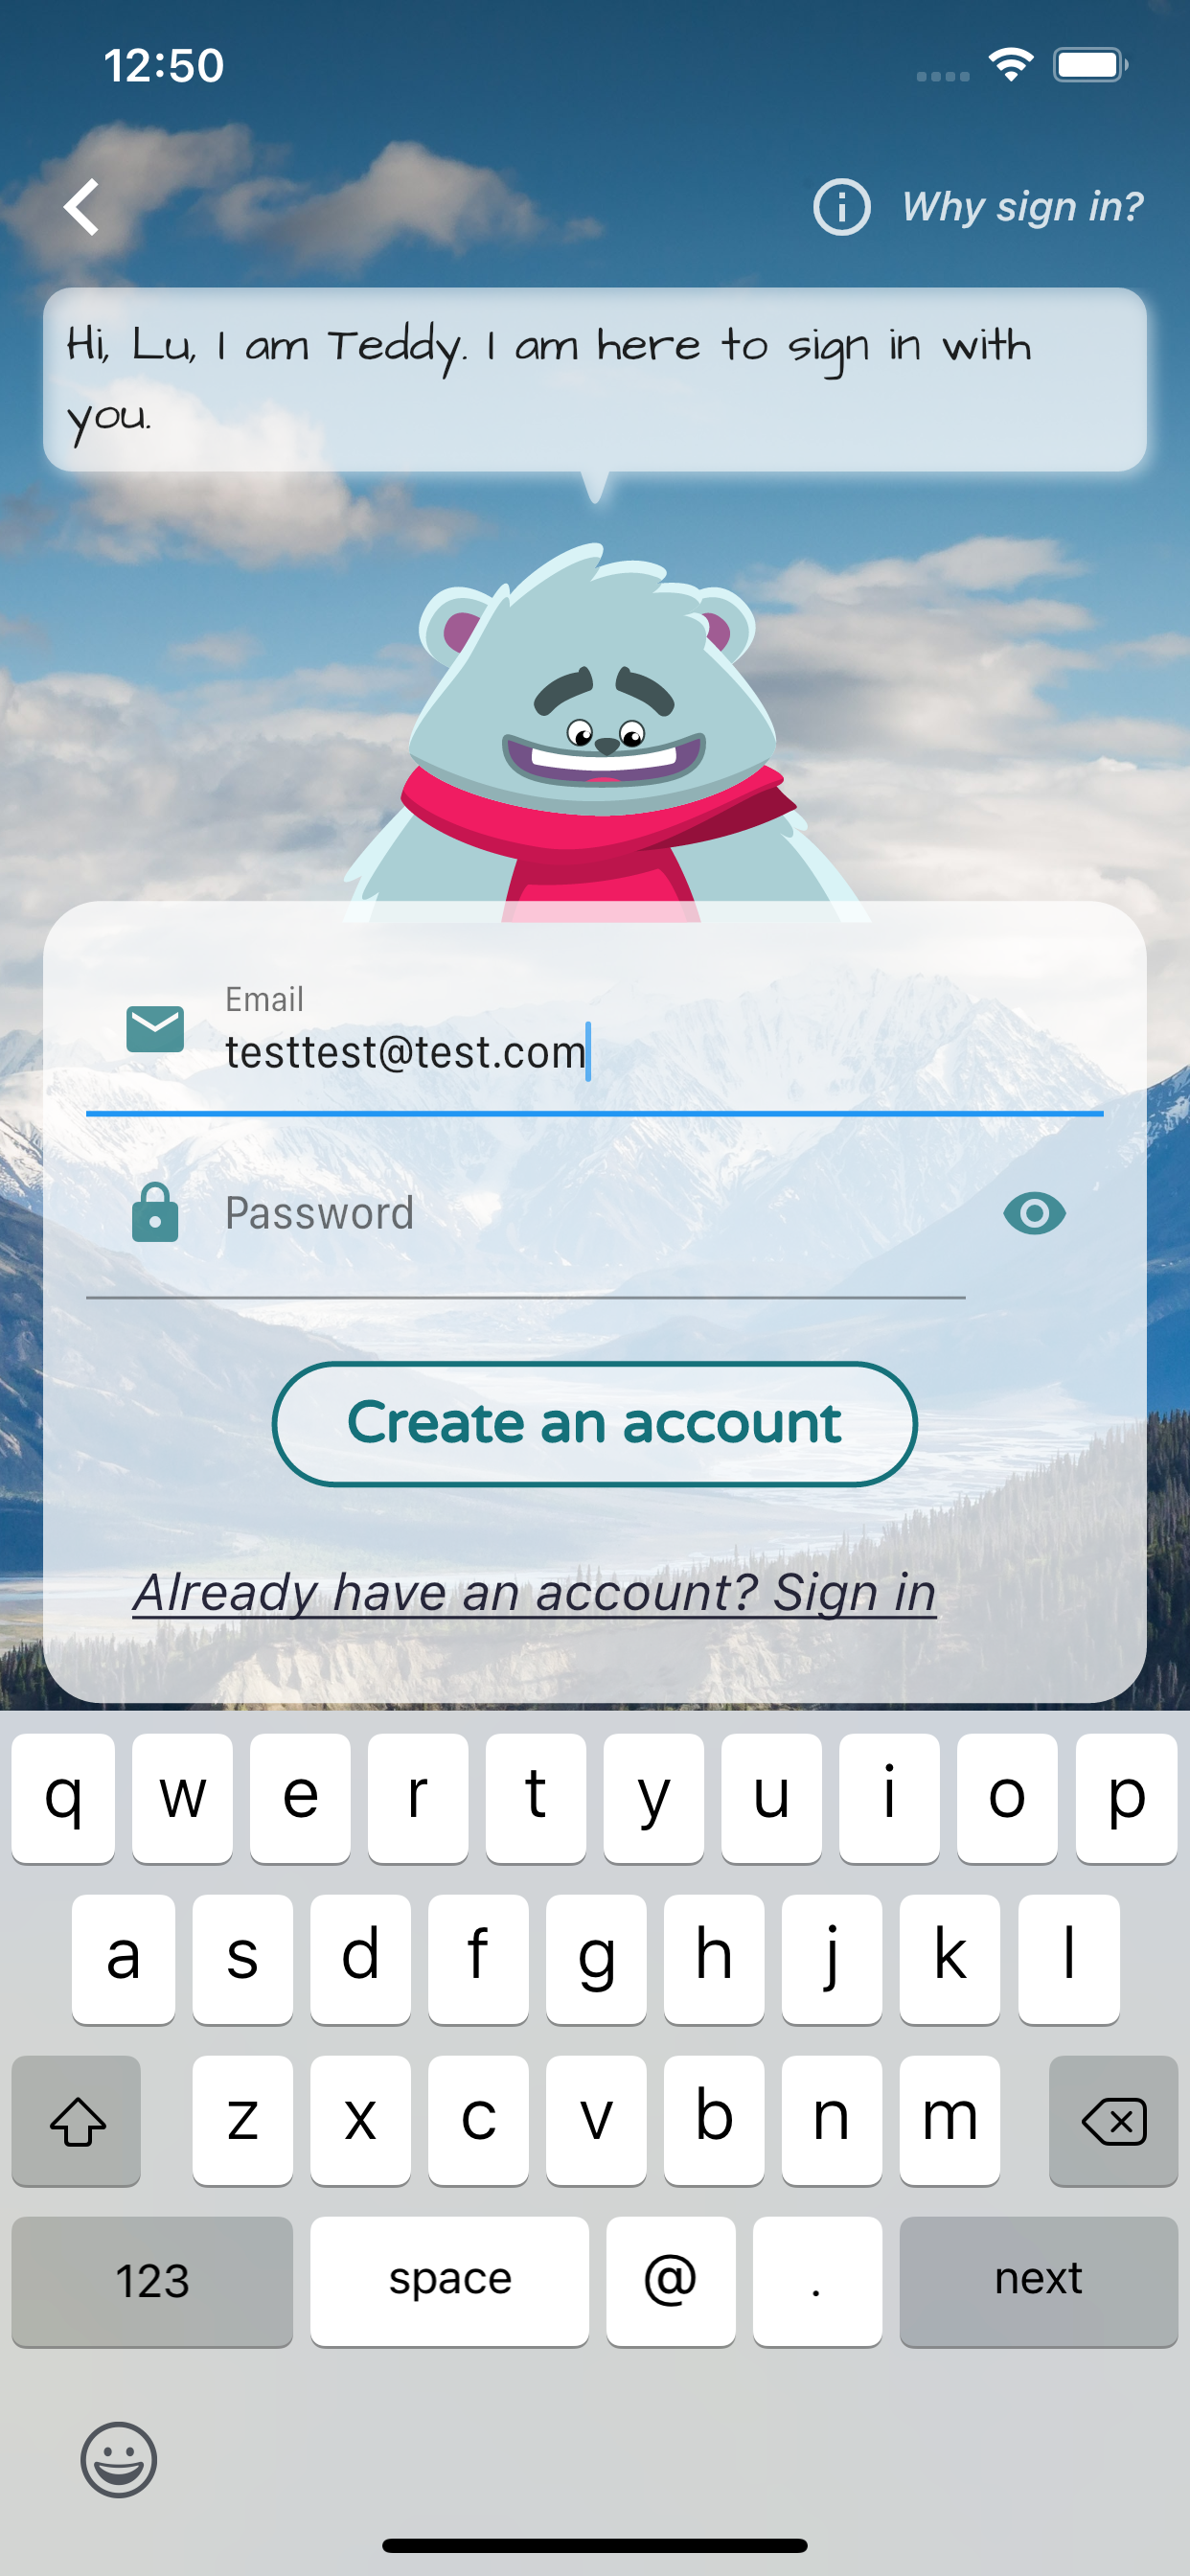 12:50
Why sign in?
Hi, Lu, I am Teddy. I am here to sign in with
you.
Email
testtest@test.com
Password
Create an account
Already have an account? Sign in
q w e r t y u i o p
a s d f g h j k l
z x c v b n m
123 space @ . next